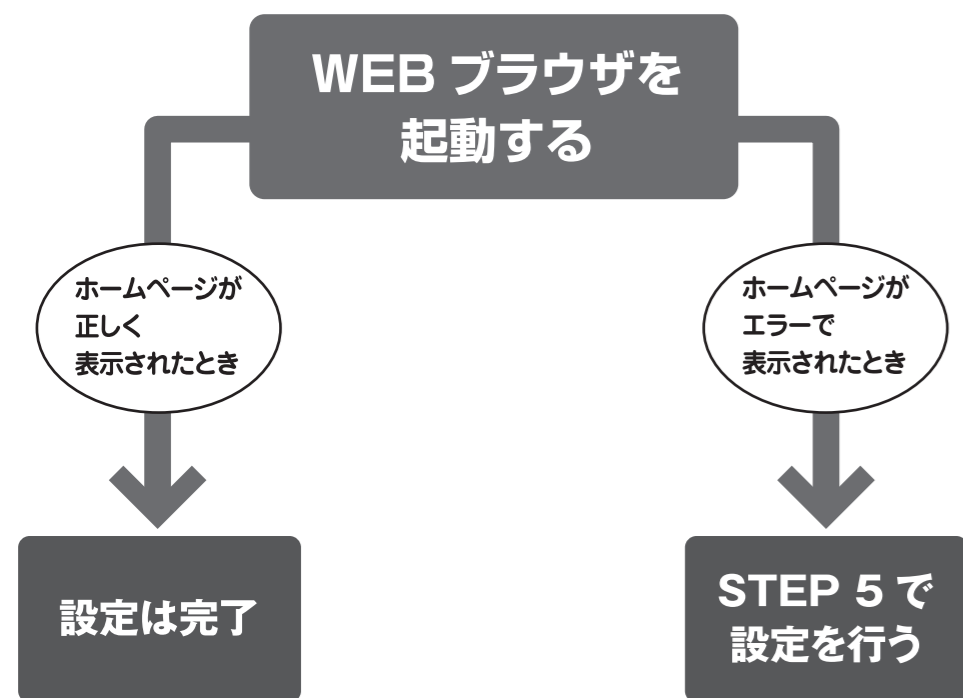 WEB ブラウザを
起動する
ホームページが
正しく
表示されたとき
ホームページが
エラーで
表示されたとき
設定は完了
STEP 5 で
設定を行う